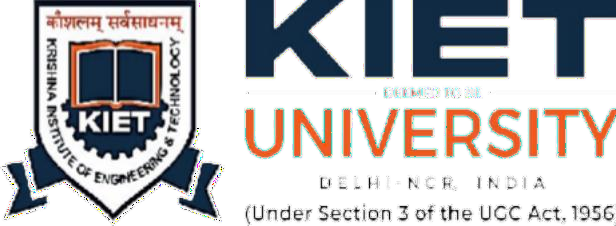 कौशलम् सर्वसाधनम्
KRISHNA INSTITUTE OF ENGINEERING & TECHNOLOGY
KIET
KIET
DEEMED TO BE
UNIVERSITY
DELHI-NCR, INDIA
(Under Section 3 of the UGC Act, 1956